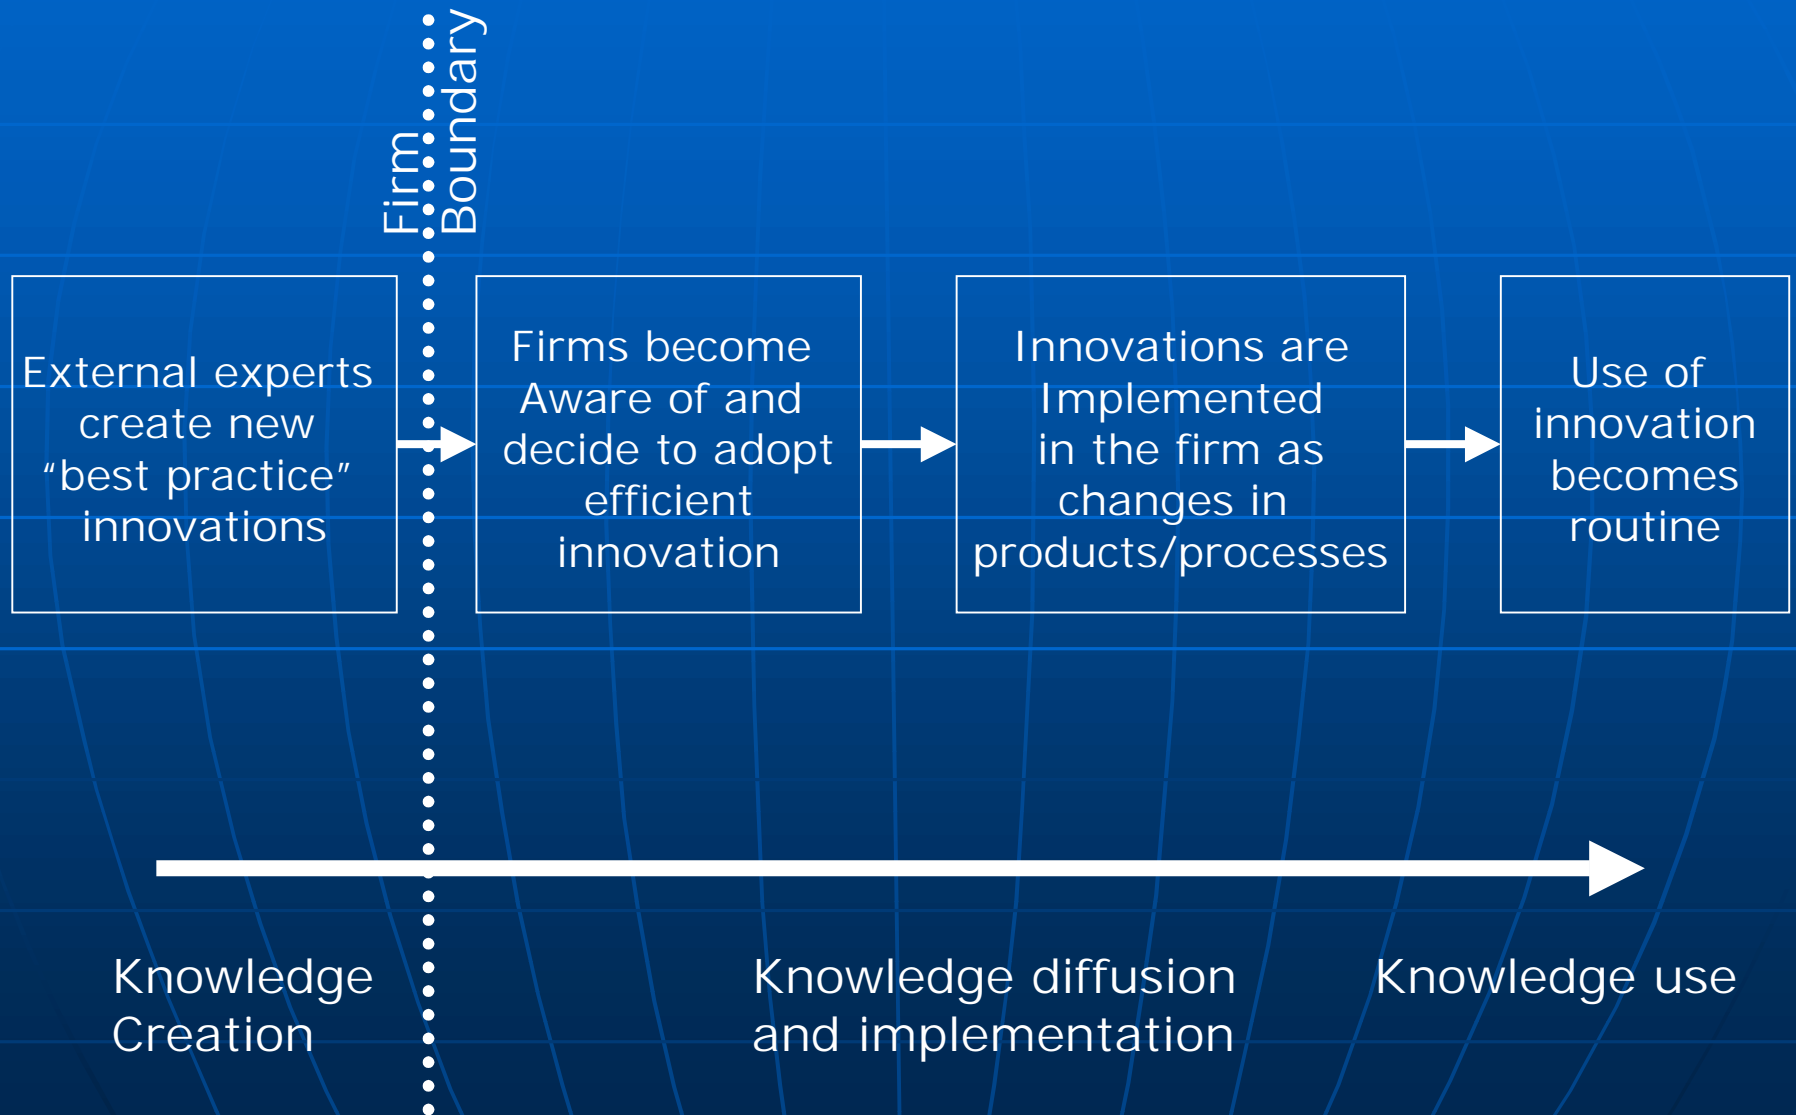 Firm
Boundary
External experts
create new
“best practice”
innovations
Firms become
Aware of and
decide to adopt
efficient
innovation
Innovations are
Implemented
in the firm as
changes in
products/processes
Use of
innovation
becomes
routine
Knowledge
Creation
Knowledge diffusion
and implementation
Knowledge use